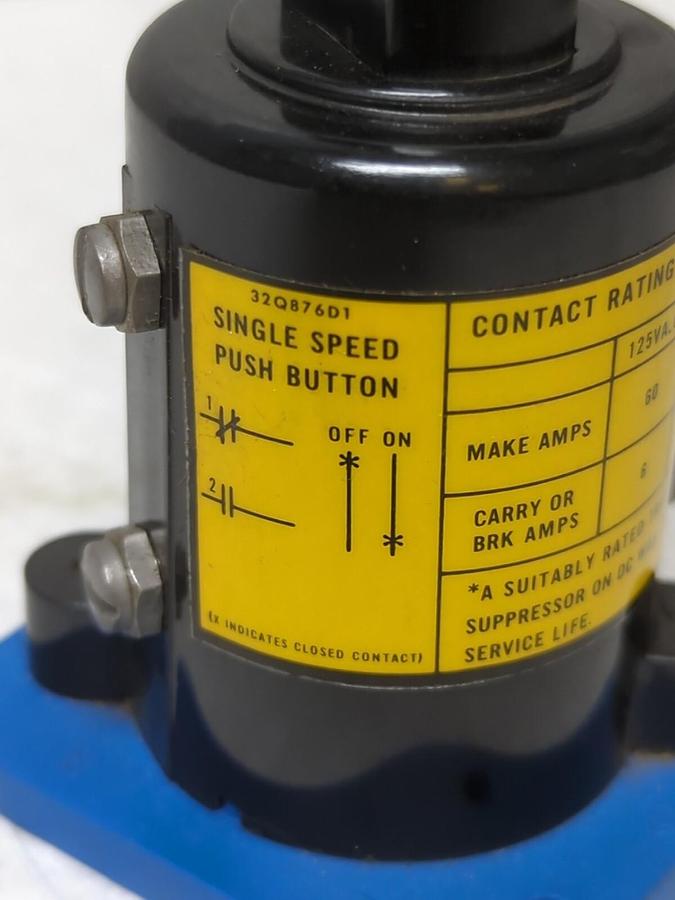 32Q876D1
SINGLE SPEED
PUSH BUTTON
1
OFF ON
2
(X INDICATES CLOSED CONTACT)
CONTACT RATING
125VA.
60
MAKE AMPS
6
CARRY OR
BRK AMPS
*A SUITABLY RATED
SUPPRESSOR ON DC
SERVICE LIFE.